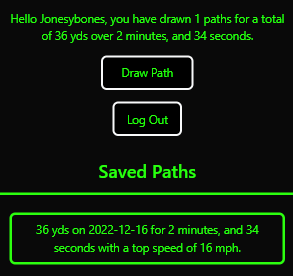 Hello Jonesybones, you have drawn 1 paths for a total
of 36 yds over 2 minutes, and 34 seconds.
Draw Path
Log Out
Saved Paths
36 yds on 2022-12-16 for 2 minutes, and 34
seconds with a top speed of 16 mph.